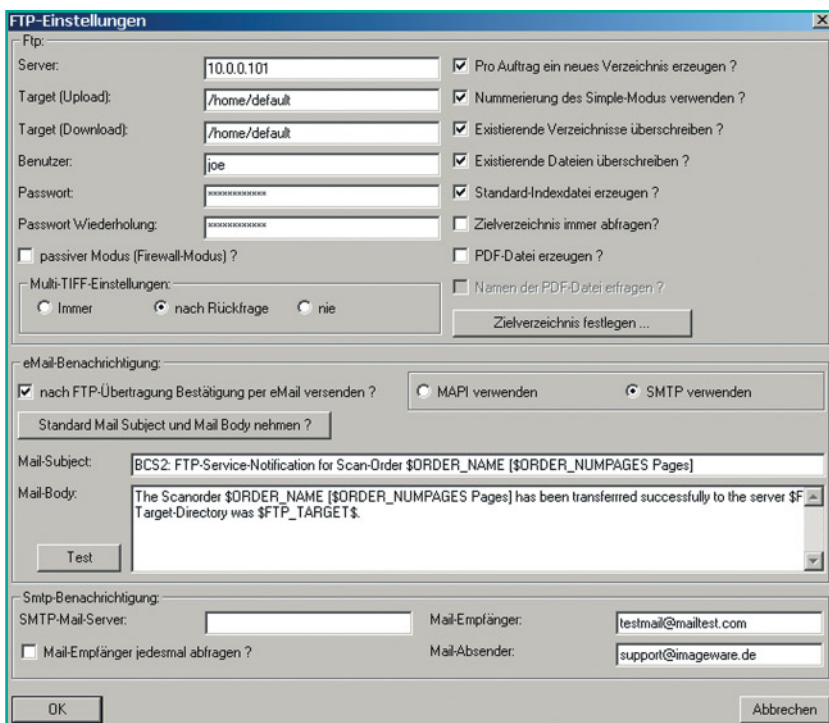 FTP-Einstellungen
Ftp:
Server:
10.0.0.101
Target (Upload):
/home/default
Target (Download):
/home/default
Benutzer:
joe
Passwort:
************
Passwort Wiederholung:
************
passiver Modus (Firewall-Modus) ?
Multi-TIFF-Einstellungen:
Immer
nach Rückfrage
nie
Pro Auftrag ein neues Verzeichnis erzeugen ?
Nummerierung des Simple-Modus verwenden ?
Existierende Verzeichnisse überschreiben ?
Existierende Dateien überschreiben ?
Standard-Indexdatei erzeugen ?
Zielverzeichnis immer abfragen?
PDF-Datei erzeugen ?
Namen der PDF-Datei erfragen ?
Zielverzeichnis festlegen ...
eMail-Benachrichtigung:
nach FTP-Übertragung Bestätigung per eMail versenden ?
MAPI verwenden
SMTP verwenden
Standard Mail Subject und Mail Body nehmen ?
Mail-Subject:
BCS2: FTP-Service-Notification for Scan-Order $ORDER_NAME [$ORDER_NUMPAGES Pages]
Mail-Body:
The Scanorder $ORDER_NAME [$ORDER_NUMPAGES Pages] has been transferrred successfully to the server $F
Target-Directory was $FTP_TARGET$.
Test
Smtp-Benachrichtigung:
SMTP-Mail-Server:
Mail-Empfänger:
testmail@mailtest.com
Mail-Empfänger jedesmal abfragen ?
Mail-Absender:
support@imageware.de
OK
Abbrechen